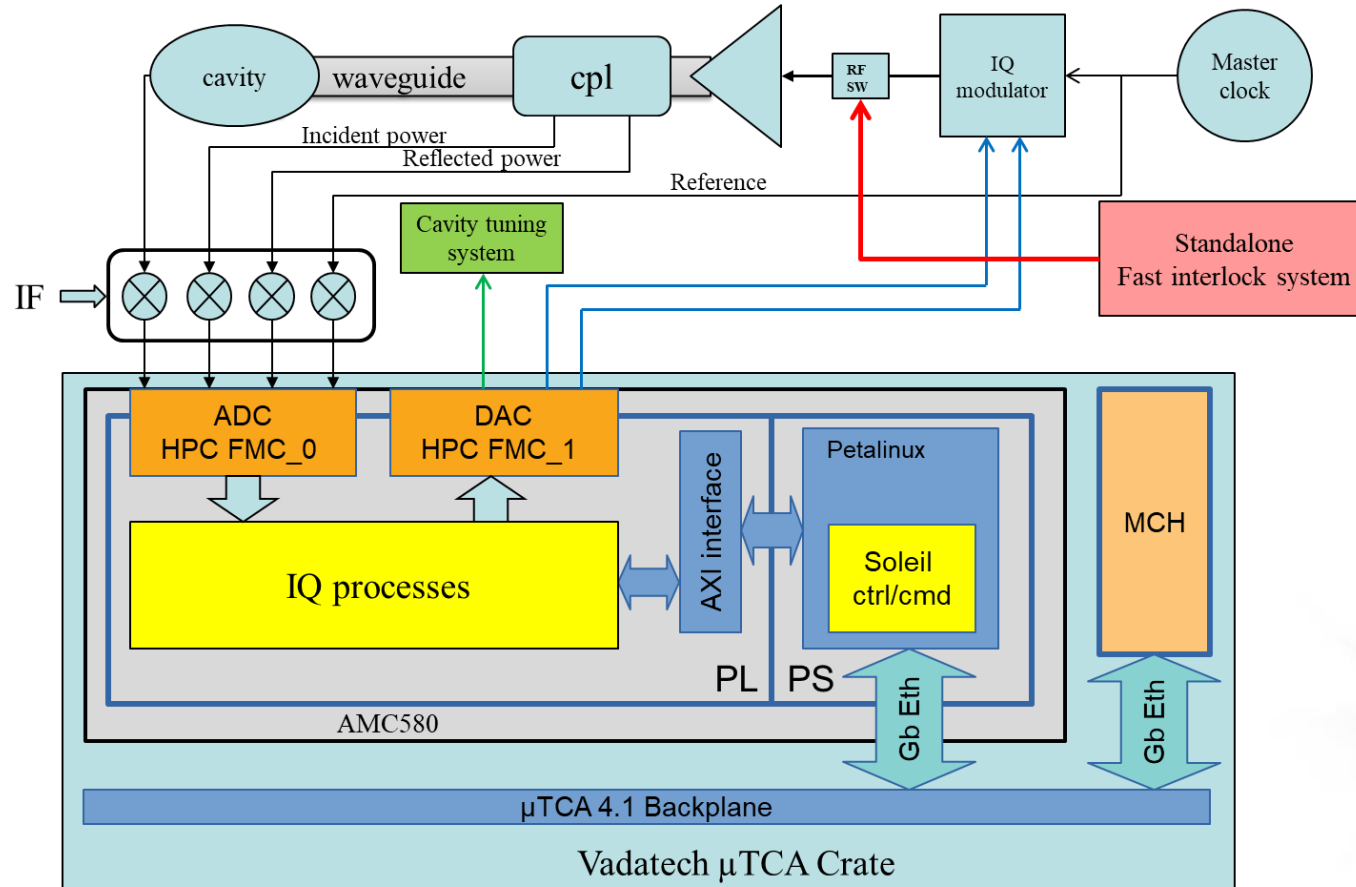 cavity
waveguide
cpl
RF
SW
IQ
modulator
Master
clock
Incident power
Reflected power
Reference
Cavity tuning
system
Standalone
Fast interlock system
IF
ADC
HPC FMC_0
DAC
HPC FMC_1
AXI interface
Petalinux
MCH
IQ processes
Soleil
ctrl/cmd
PL
PS
Gb Eth
Gb Eth
AMC580
µTCA 4.1 Backplane
Vadatech µTCA Crate